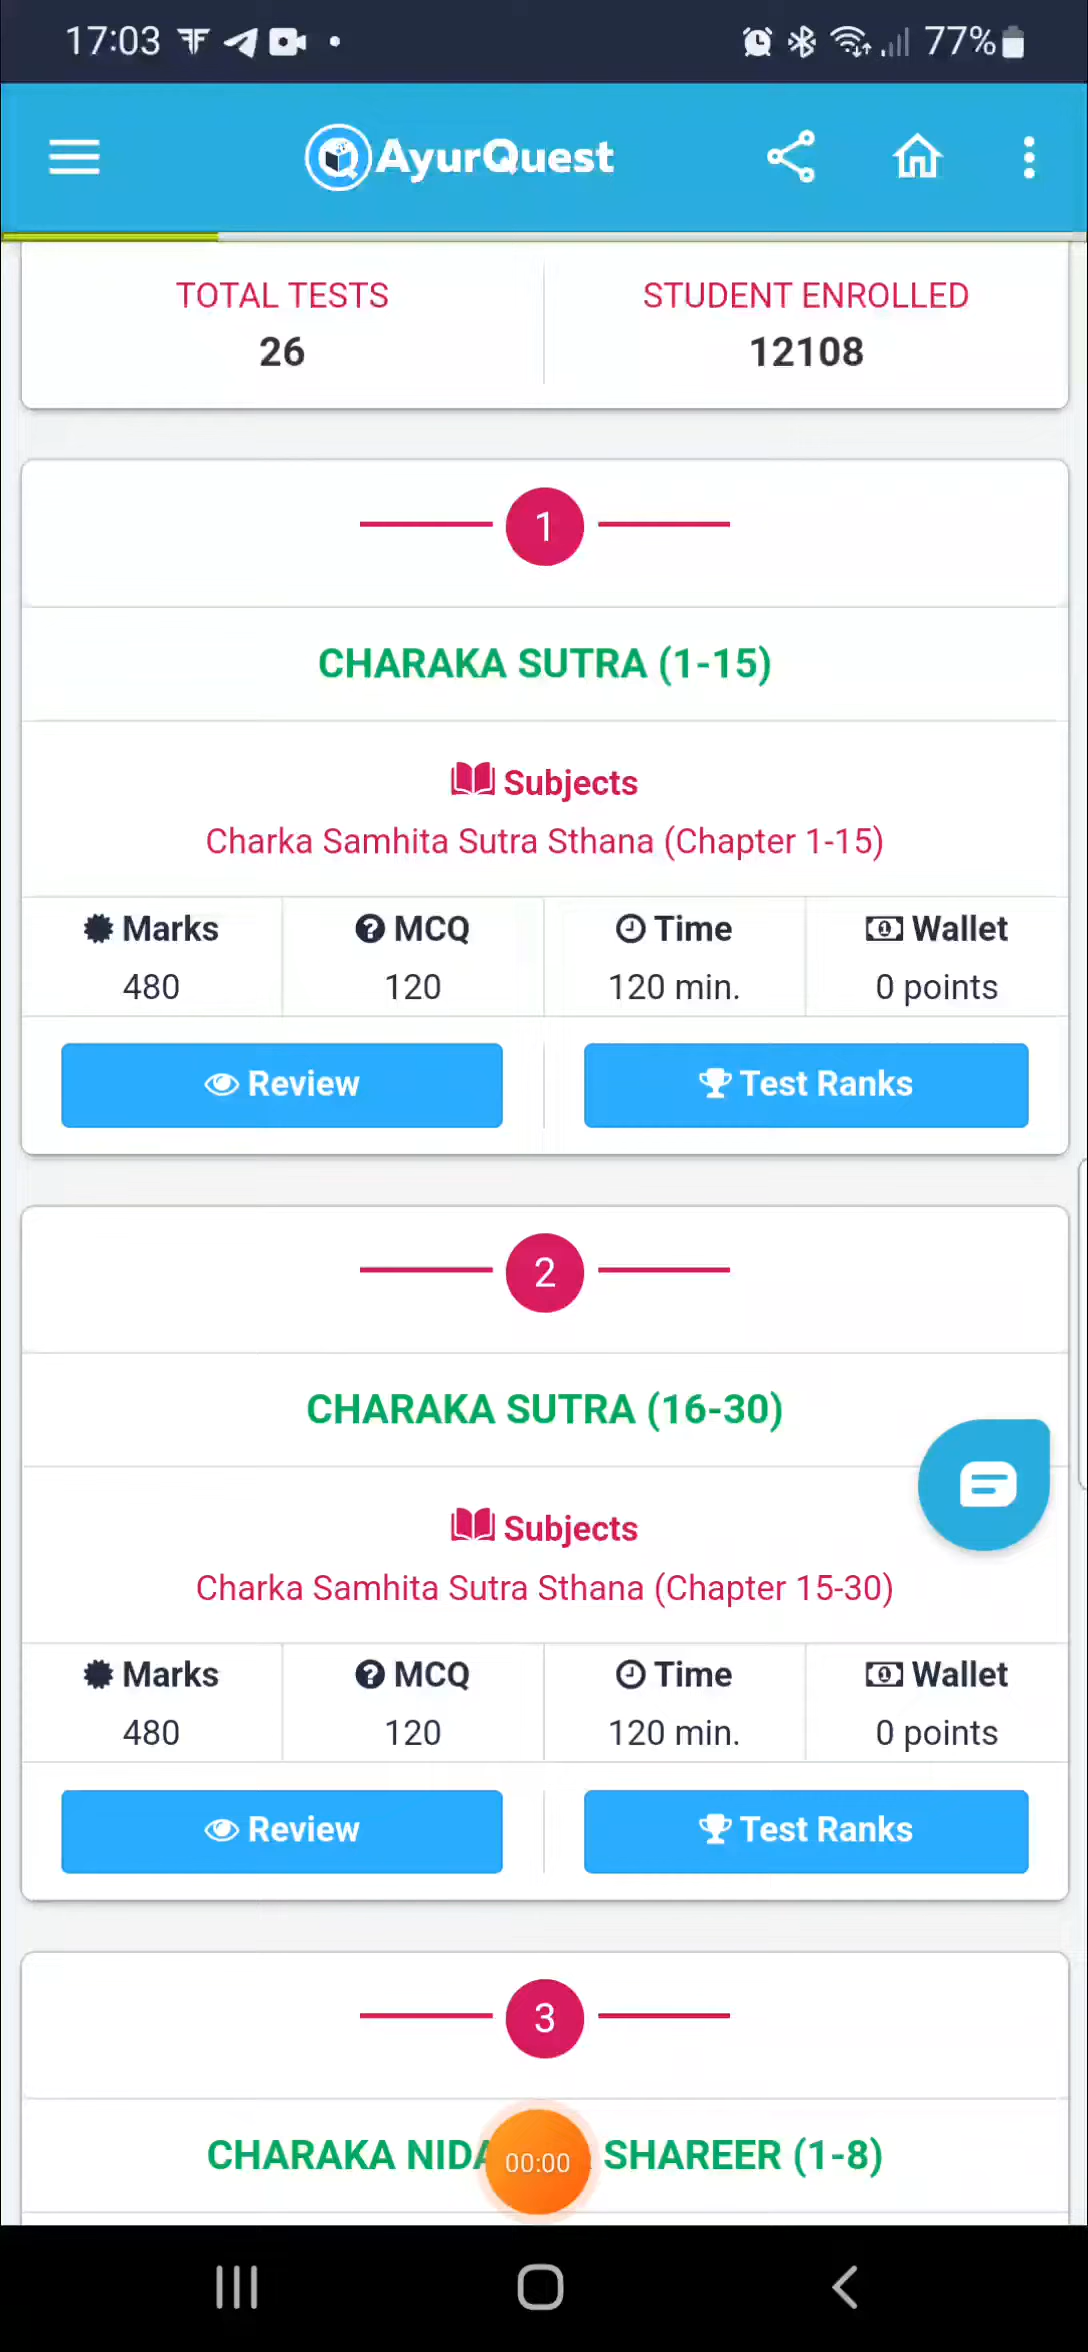 17:03 77%
AyurQuest
TOTAL TESTS STUDENT ENROLLED
26 12108
1
CHARAKA SUTRA (1-15)
Subjects
Charka Samhita Sutra Sthana (Chapter 1-15)
Marks MCQ Time Wallet
480 120 120 min. 0 points
Review Test Ranks
2
CHARAKA SUTRA (16-30)
Subjects
Charka Samhita Sutra Sthana (Chapter 15-30)
Marks MCQ Time Wallet
480 120 120 min. 0 points
Review Test Ranks
3
CHARAKA 00:00 SHAREER (1-8)